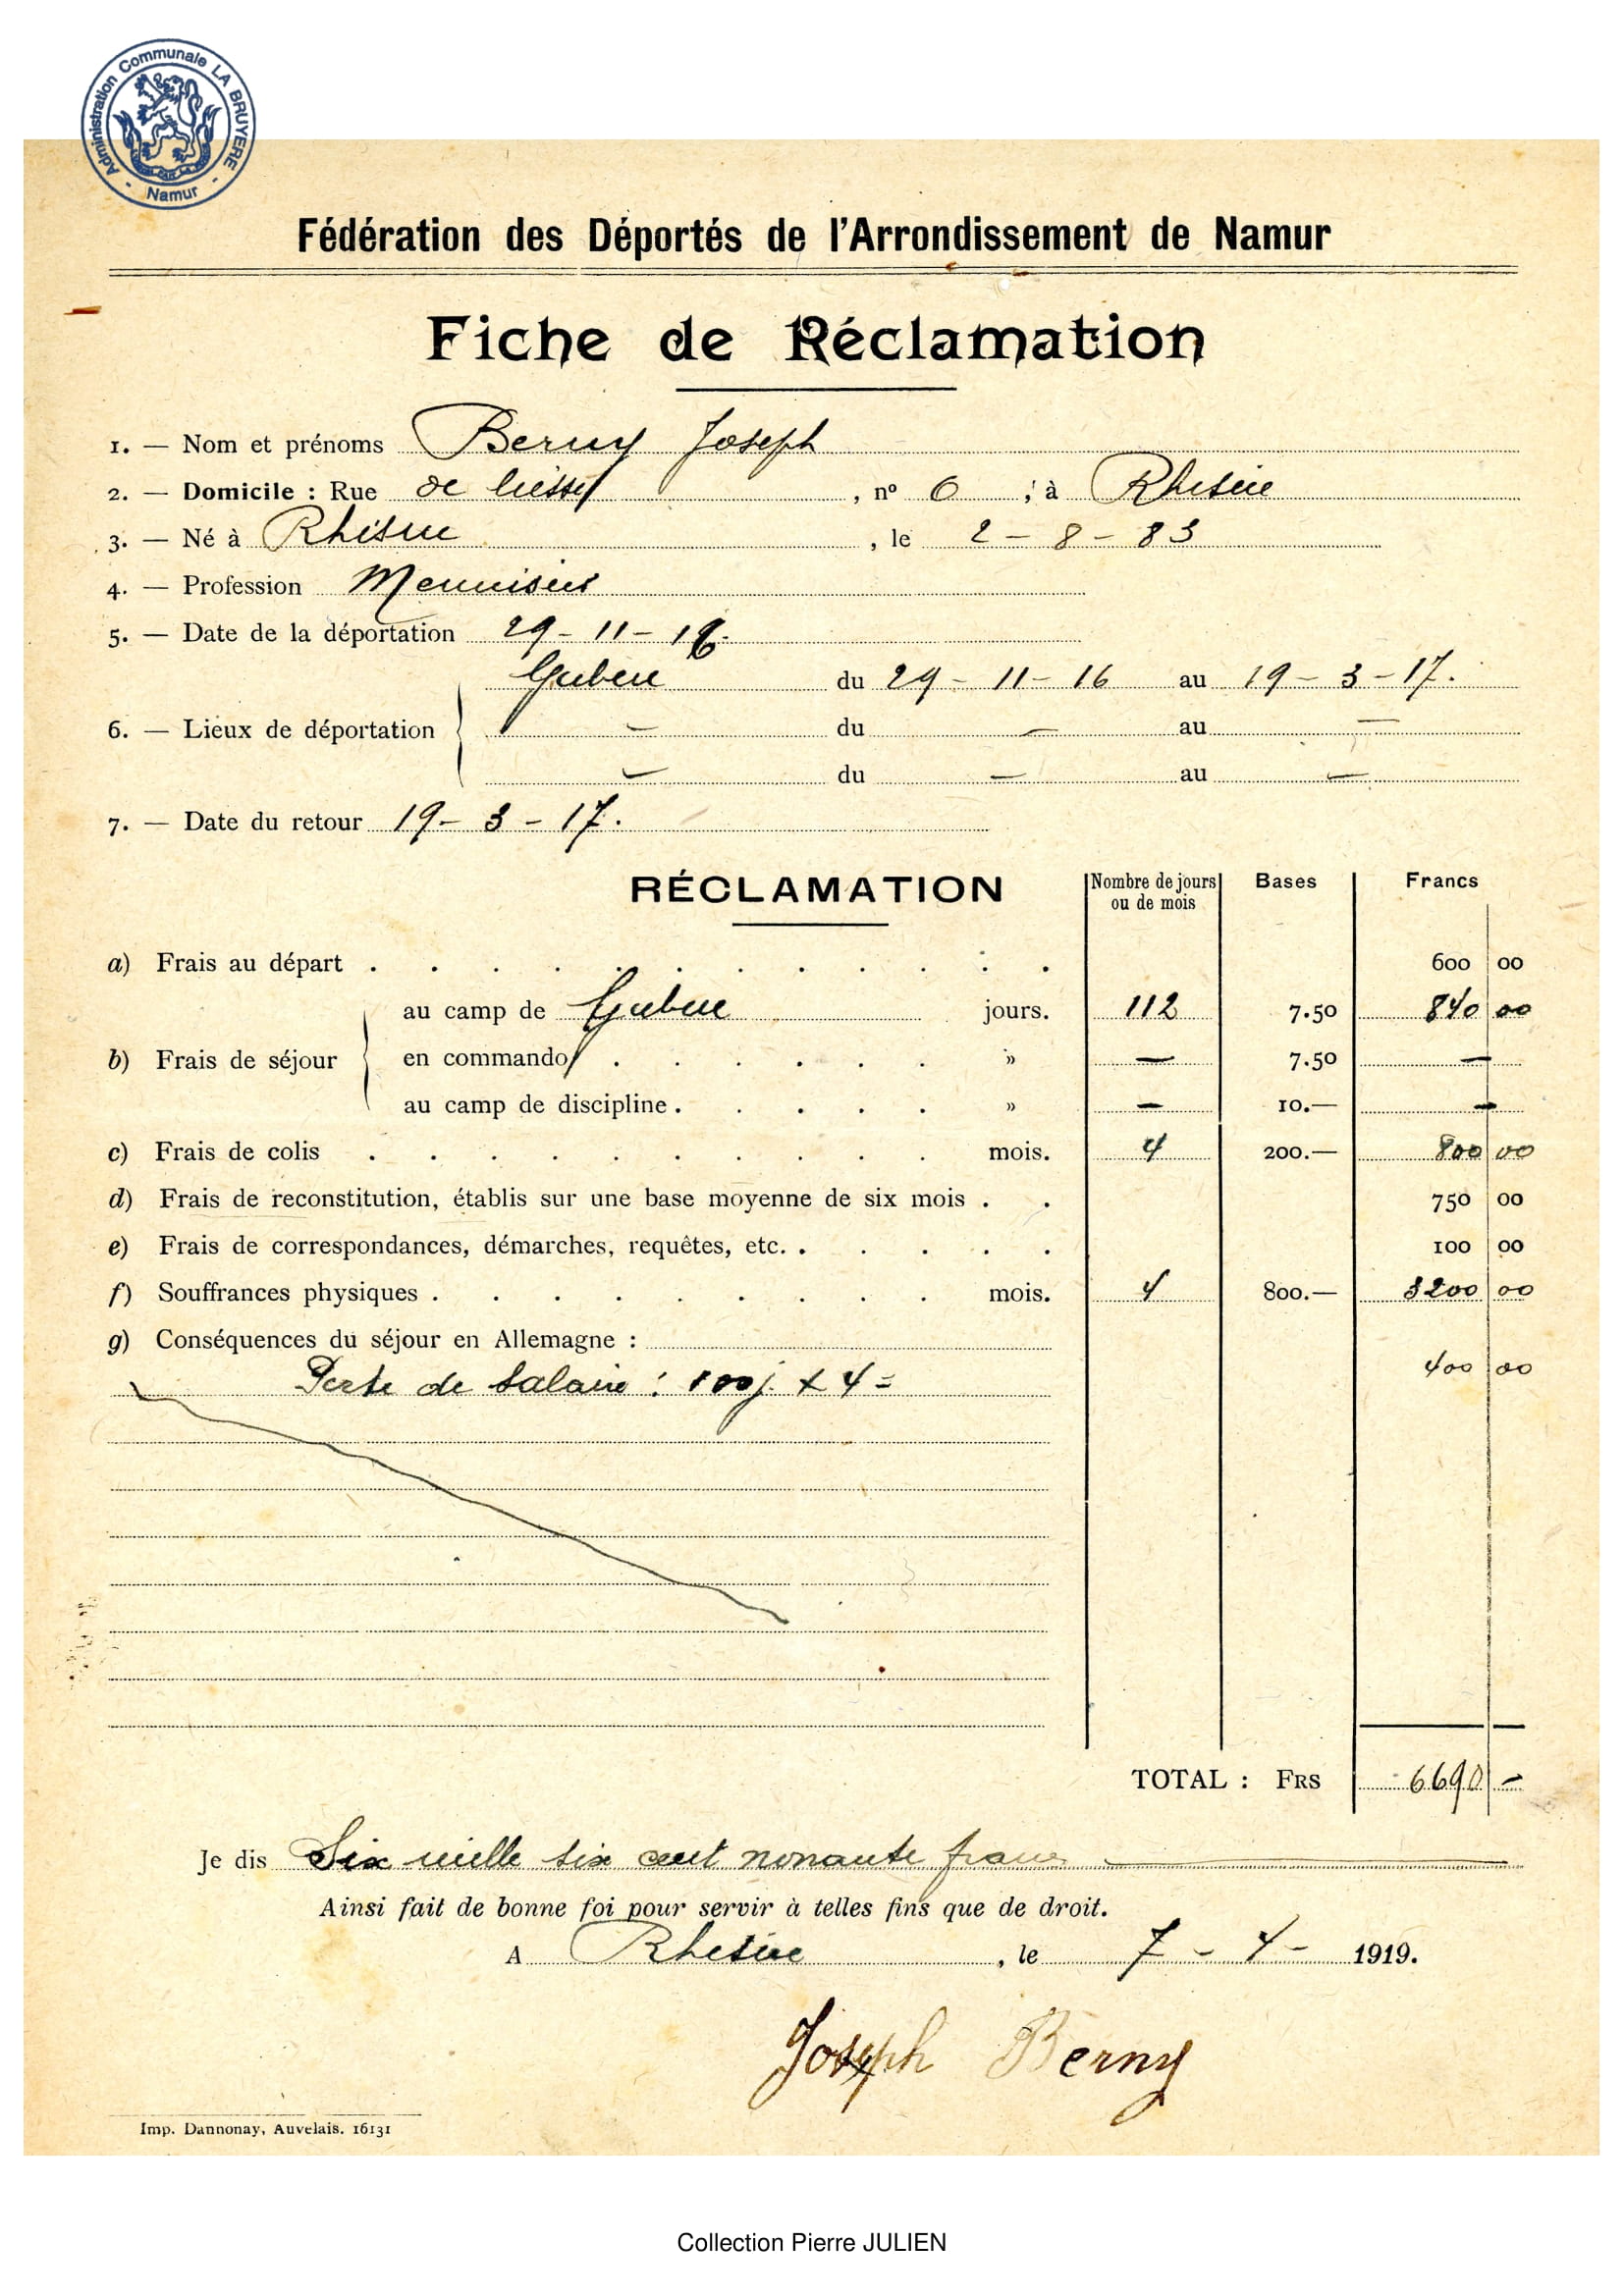 Administration Communale LA BRUYERE - Namur -
Fédération des Déportés de l'Arrondissement de Namur
Fiche de Réclamation
1. — Nom et prénoms Berny Joseph
2. — Domicile : Rue de , n° 6 ; à Rhisne
3. — Né à Rhisne , le 2 - 8 - 83
4. — Profession Menuisier
5. — Date de la déportation 29 - 11 - 16.
Guben du 29 - 11 - 16 au 19 - 3 - 17.
6. — Lieux de déportation — du — au —
— du — au —
7. — Date du retour 19 - 3 - 17.
RÉCLAMATION Nombre de jours ou de mois Bases Francs
a) Frais au départ . . . . . . . . . . . . 600 00
au camp de Guben jours. 112 7.50 840 00
b) Frais de séjour en commando . . . . . . » — 7.50 —
au camp de discipline . . . . . » — 10.— —
c) Frais de colis . . . . . . . . . . mois. 4 200.— 800 00
d) Frais de reconstitution, établis sur une base moyenne de six mois . . 750 00
e) Frais de correspondances, démarches, requêtes, etc. . . . . . 100 00
f) Souffrances physiques . . . . . . . . . mois. 4 800.— 3200 00
g) Conséquences du séjour en Allemagne :
Perte de salaire : 100 j. x 4 = 400 00
TOTAL : FRS 6690 —
Je dis Six mille six cent nonante francs
Ainsi fait de bonne foi pour servir à telles fins que de droit.
A Rhisne , le 7 - 4 - 1919.
Joseph Berny
Imp. Dannonay, Auvelais. 16131
Collection Pierre JULIEN